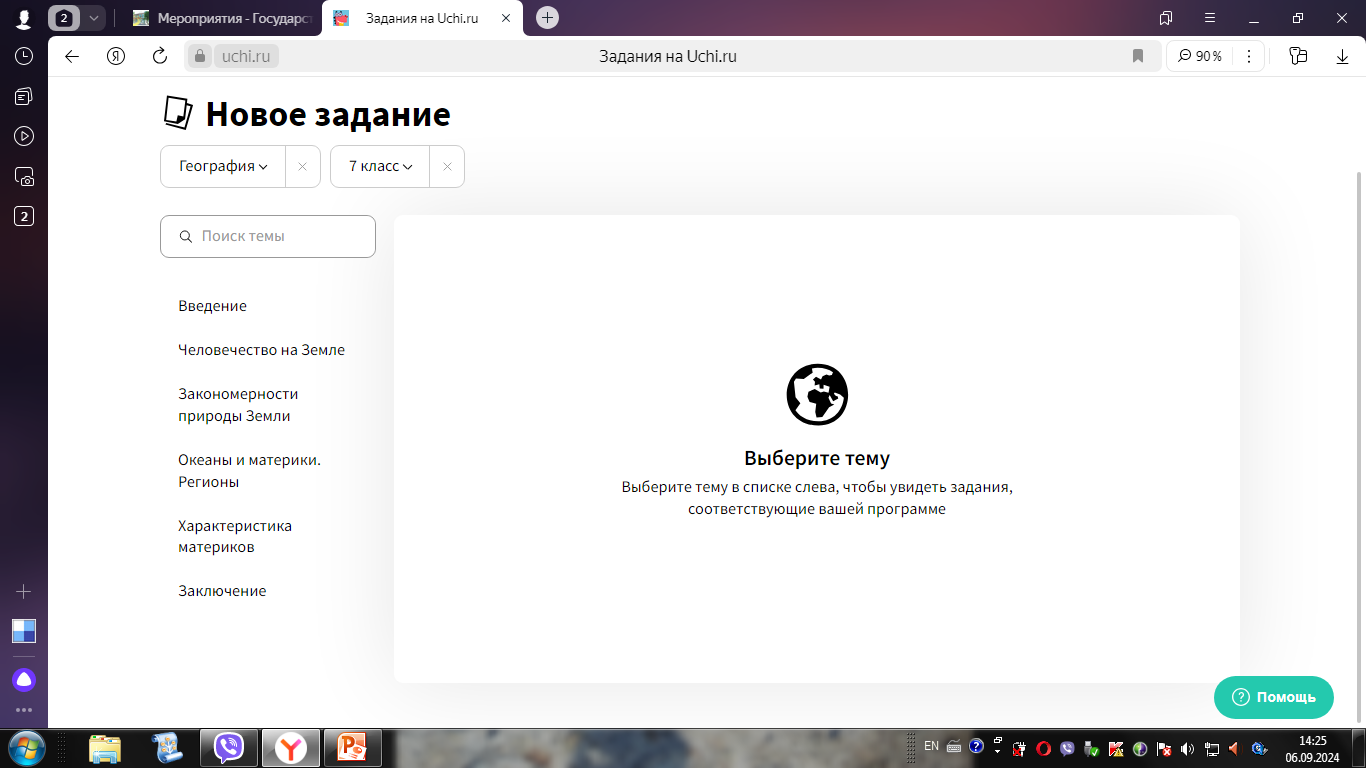 2
Мероприятия - Государст
Задания на Uchi.ru
uchi.ru
Задания на Uchi.ru
90%
2
Новое задание
География
7 класс
Поиск темы
Введение
Человечество на Земле
Закономерности
природы Земли
Океаны и материки.
Регионы
Характеристика
материков
Заключение
Выберите тему
Выберите тему в списке слева, чтобы увидеть задания,
соответствующие вашей программе
Помощь
EN
14:25
06.09.2024